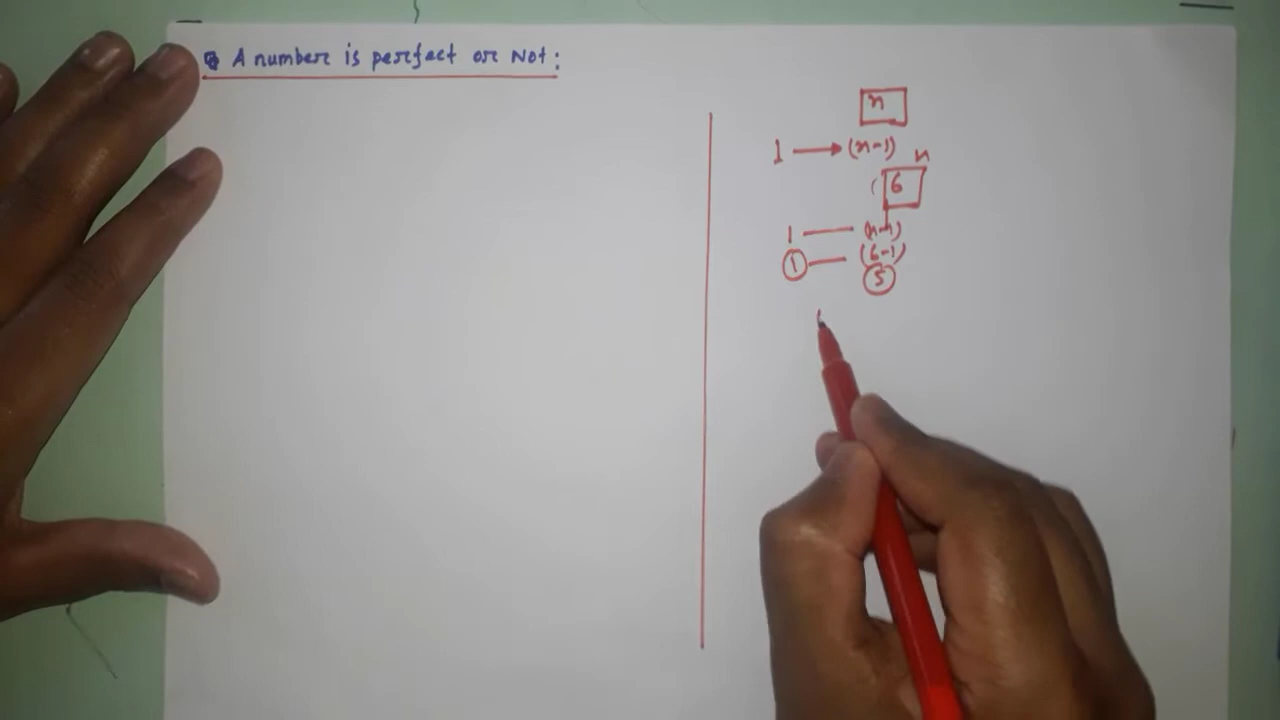 A number is perfect or Not:
n
1 → (n-1)
n
6
1 — (n-1)
(6-1)
1 —
5